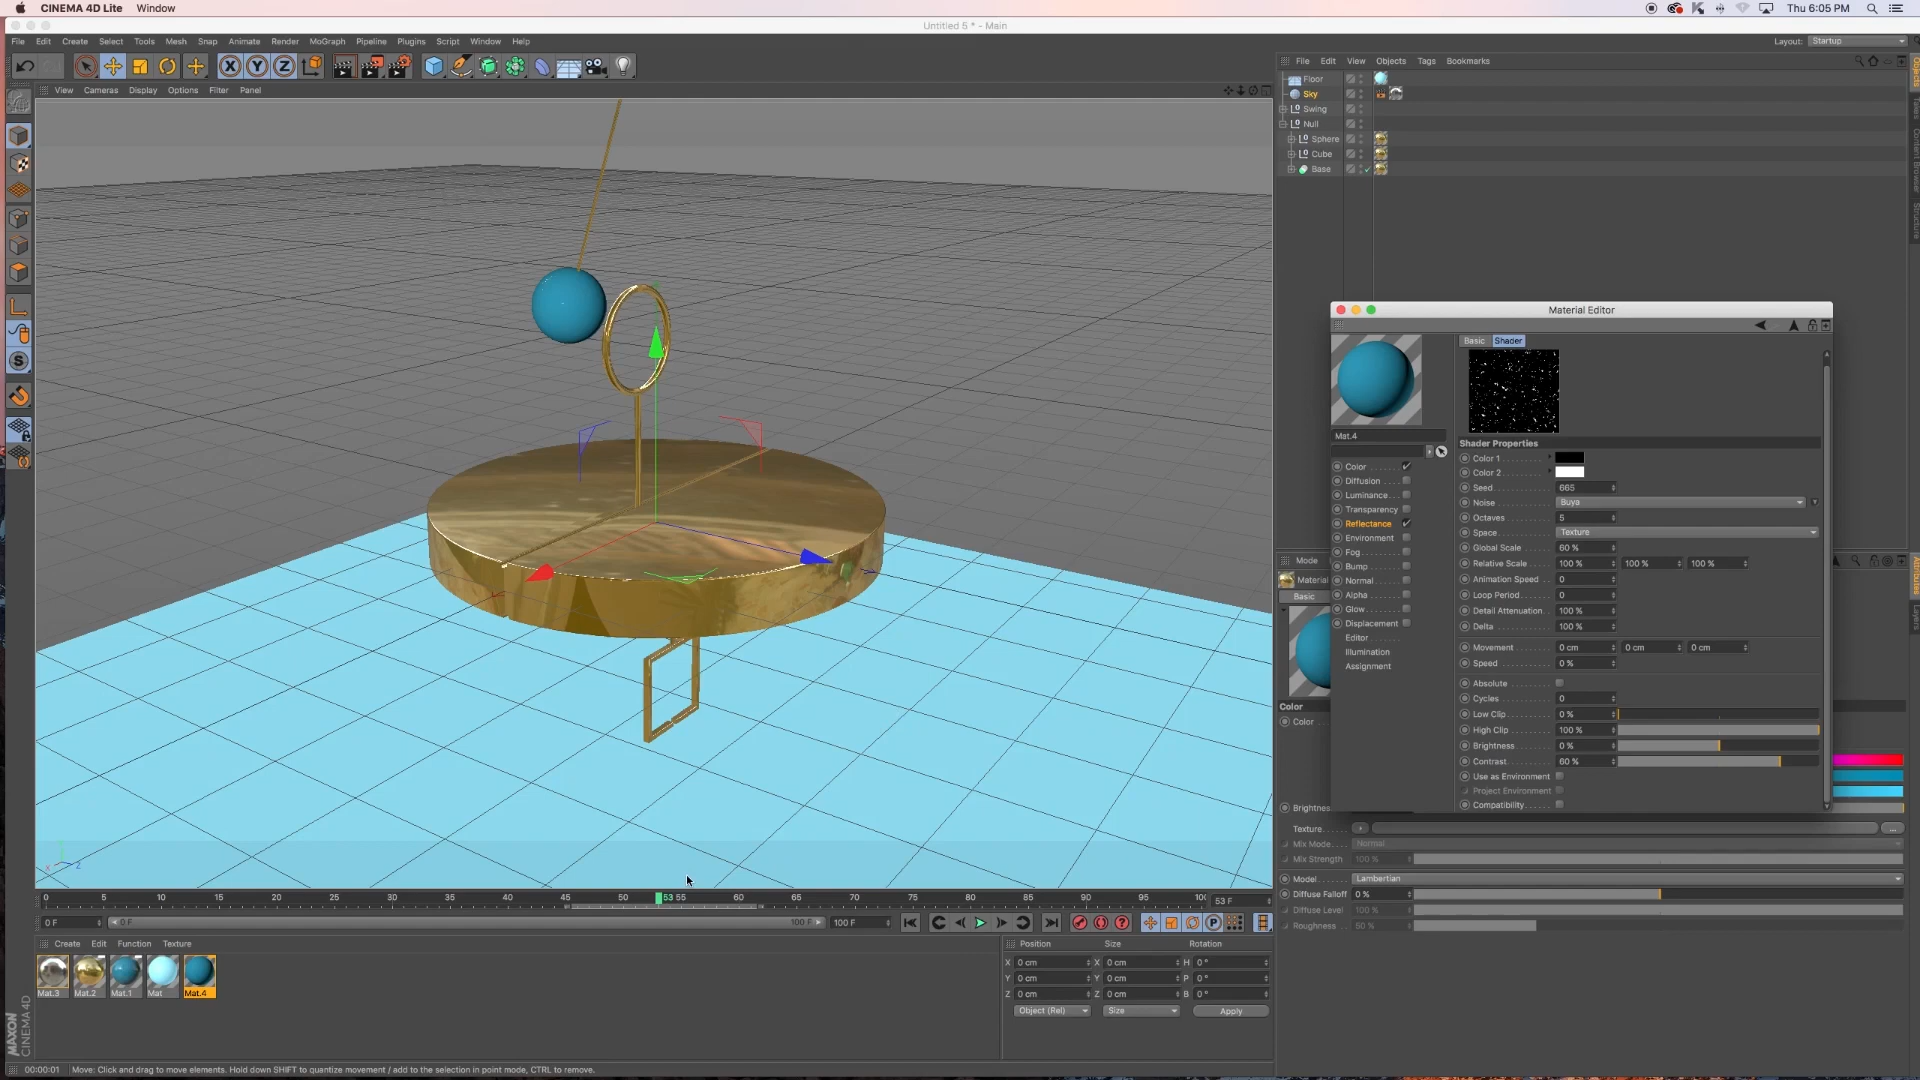 CINEMA 4D Lite Window Thu 6:05 PM
Untitled 5 * - Main
File Edit Create Select Tools Mesh Snap Animate Render MoGraph Pipeline Plugins Script Window Help Layout: Startup
File Edit View Objects Tags Bookmarks
View Cameras Display Options Filter Panel
Floor
Sky
Swing
Null
Sphere
Cube
Base
Objects
Takes
Content Browser
Structure
Attributes
Layers
Material Editor
Basic Shader
Mat.4
Color
Diffusion
Luminance
Transparency
Reflectance
Environment
Fog
Bump
Normal
Alpha
Glow
Displacement
Editor
Illumination
Assignment
Shader Properties
Color 1
Color 2
Seed 665
Noise Buya
Octaves 5
Space Texture
Global Scale 60 %
Relative Scale 100 % 100 % 100 %
Animation Speed 0
Loop Period 0
Detail Attenuation 100 %
Delta 100 %
Movement 0 cm 0 cm 0 cm
Speed 0 %
Absolute
Cycles 0
Low Clip 0 %
High Clip 100 %
Brightness 0 %
Contrast 60 %
Use as Environment
Project Environment
Compatibility
Mode
Material
Basic
Color
Color
Brightnes
Texture
Mix Mode Normal
Mix Strength 100 %
Model Lambertian
Diffuse Falloff 0 %
Diffuse Level 100 %
Roughness 50 %
0 5 10 15 20 25 30 35 40 45 50 53 55 60 65 70 75 80 85 90 95 10 53 F
0 F 0 F 100 F 100 F
Create Edit Function Texture
Mat.3 Mat.2 Mat.1 Mat Mat.4
Position Size Rotation
X 0 cm X 0 cm H 0 °
Y 0 cm Y 0 cm P 0 °
Z 0 cm Z 0 cm B 0 °
Object (Rel) Size Apply
MAXON
CINEMA 4D
00:00:01 Move: Click and drag to move elements. Hold down SHIFT to quantize movement / add to the selection in point mode, CTRL to remove.